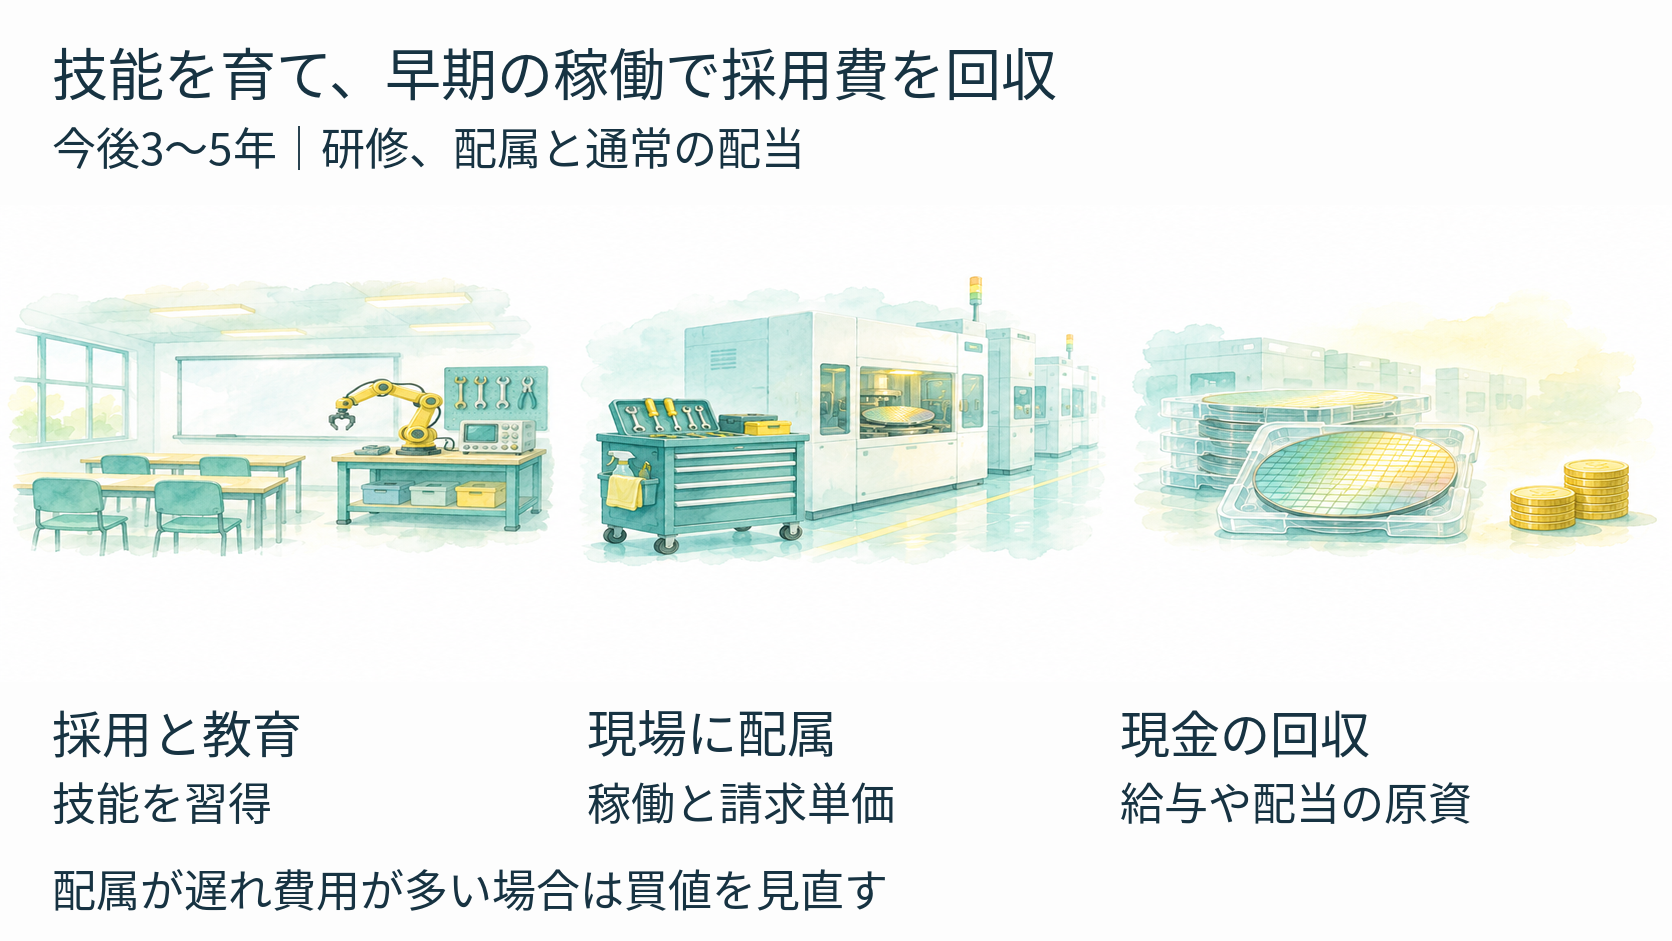 技能を育て、早期の稼働で採用費を回収
今後3〜5年｜研修、配属と通常の配当
採用と教育
技能を習得
現場に配属
稼働と請求単価
現金の回収
給与や配当の原資
配属が遅れ費用が多い場合は買値を見直す